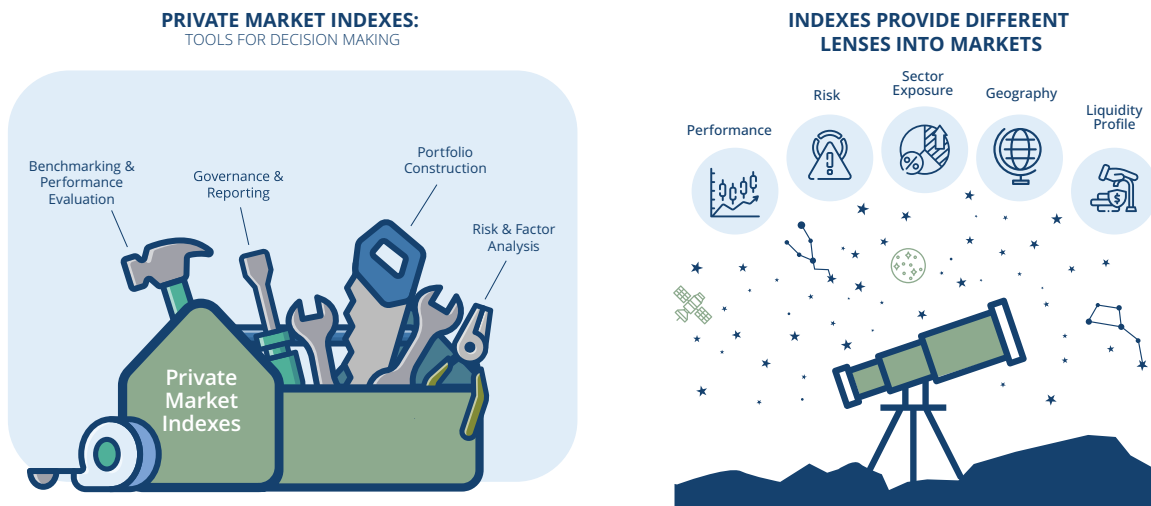 PRIVATE MARKET INDEXES:
TOOLS FOR DECISION MAKING
Benchmarking &
Performance
Evaluation
Governance &
Reporting
Portfolio
Construction
Risk & Factor
Analysis
Private
Market
Indexes
INDEXES PROVIDE DIFFERENT
LENSES INTO MARKETS
Performance
Risk
Sector
Exposure
Geography
Liquidity
Profile
%
$